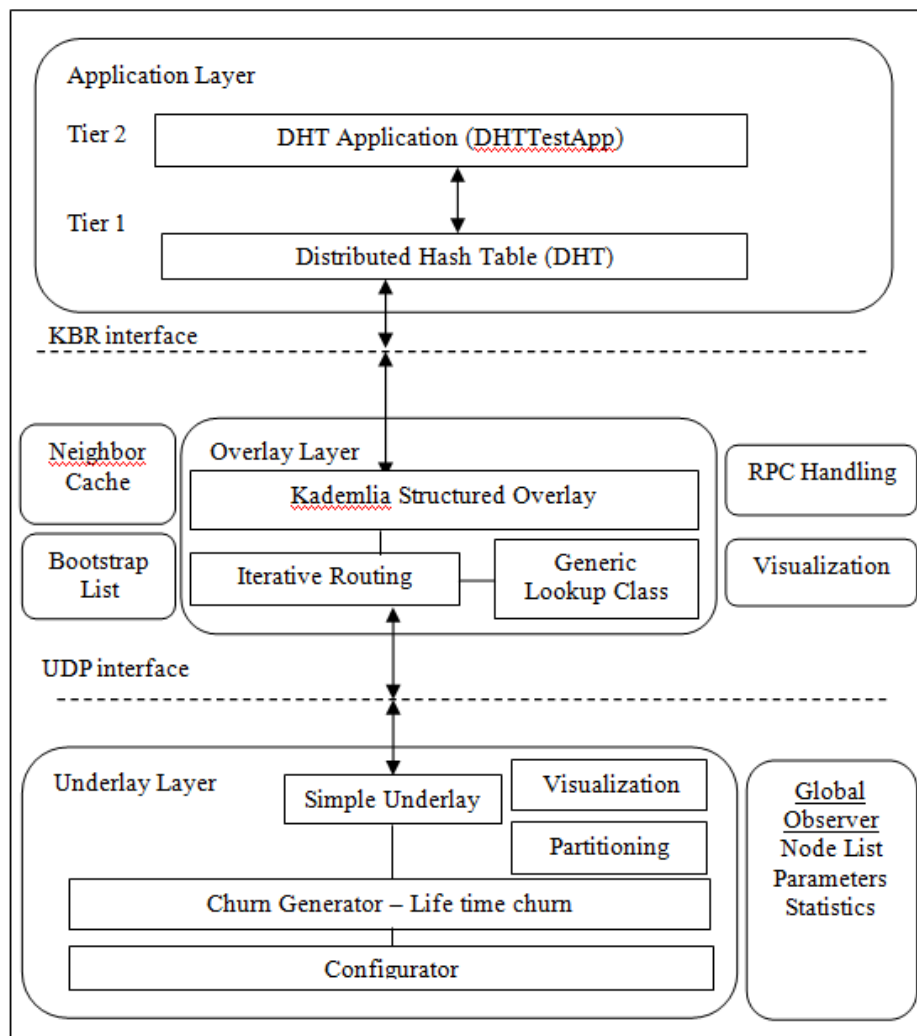 Application Layer
Tier 2
DHT Application (DHTTestApp)
Tier 1
Distributed Hash Table (DHT)
KBR interface
Neighbor
Cache
Overlay Layer
RPC Handling
Kademlia Structured Overlay
Bootstrap
List
Iterative Routing
Generic
Lookup Class
Visualization
UDP interface
Underlay Layer
Simple Underlay
Visualization
Partitioning
Global
Observer
Node List
Parameters
Statistics
Churn Generator – Life time churn
Configurator